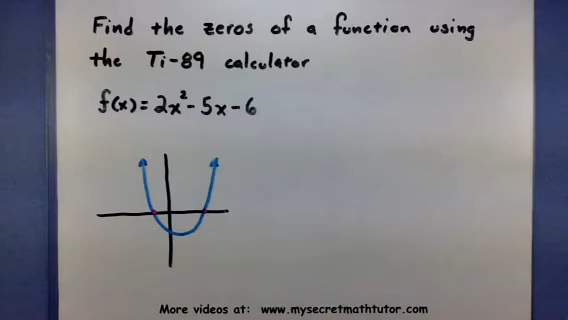 Find the zeros of a function using
the Ti-89 calculator
f(x) = 2x² - 5x - 6
More videos at: www.mysecretmathtutor.com